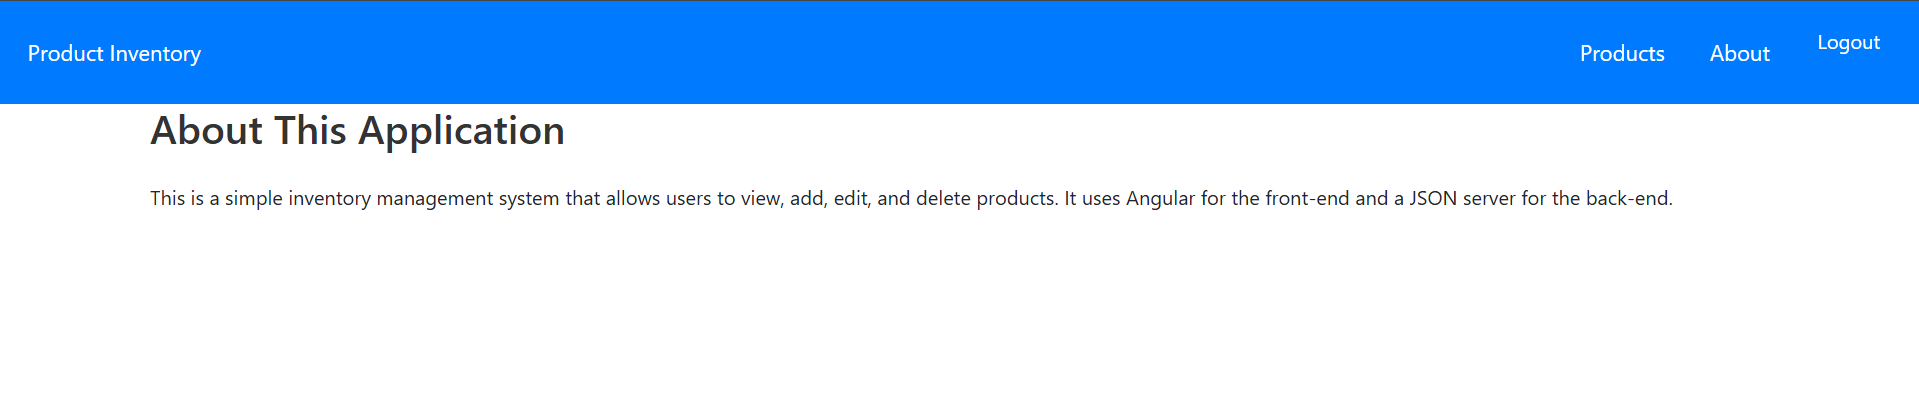 Product Inventory
Products
About
Logout
About This Application
This is a simple inventory management system that allows users to view, add, edit, and delete products. It uses Angular for the front-end and a JSON server for the back-end.